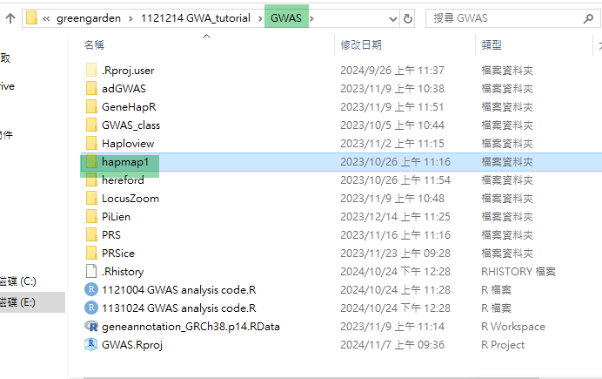 « greengarden › 1121214 GWA_tutorial › GWAS › 搜尋 GWAS
名稱 修改日期 類型
.Rproj.user 2024/9/26 上午 11:37 檔案資料夾
adGWAS 2023/11/9 上午 10:38 檔案資料夾
GeneHapR 2023/11/9 上午 11:51 檔案資料夾
GWAS_class 2023/10/5 上午 10:44 檔案資料夾
Haploview 2023/11/2 上午 11:15 檔案資料夾
hapmap1 2023/10/26 上午 11:16 檔案資料夾
hereford 2023/10/26 上午 11:54 檔案資料夾
LocusZoom 2023/11/9 上午 10:48 檔案資料夾
PiLien 2023/12/14 上午 11:25 檔案資料夾
PRS 2023/11/16 上午 11:16 檔案資料夾
PRSice 2023/11/23 上午 09:28 檔案資料夾
.Rhistory 2024/10/24 下午 12:28 RHISTORY 檔案
1121004 GWAS analysis code.R 2024/10/24 上午 11:28 R 檔案
1131024 GWAS analysis code.R 2024/10/24 下午 12:28 R 檔案
geneannotation_GRCh38.p14.RData 2023/11/9 上午 11:14 R Workspace
GWAS.Rproj 2024/11/7 上午 09:36 R Project
取
rive
物件
磁碟 (C:)
磁碟 (E:)